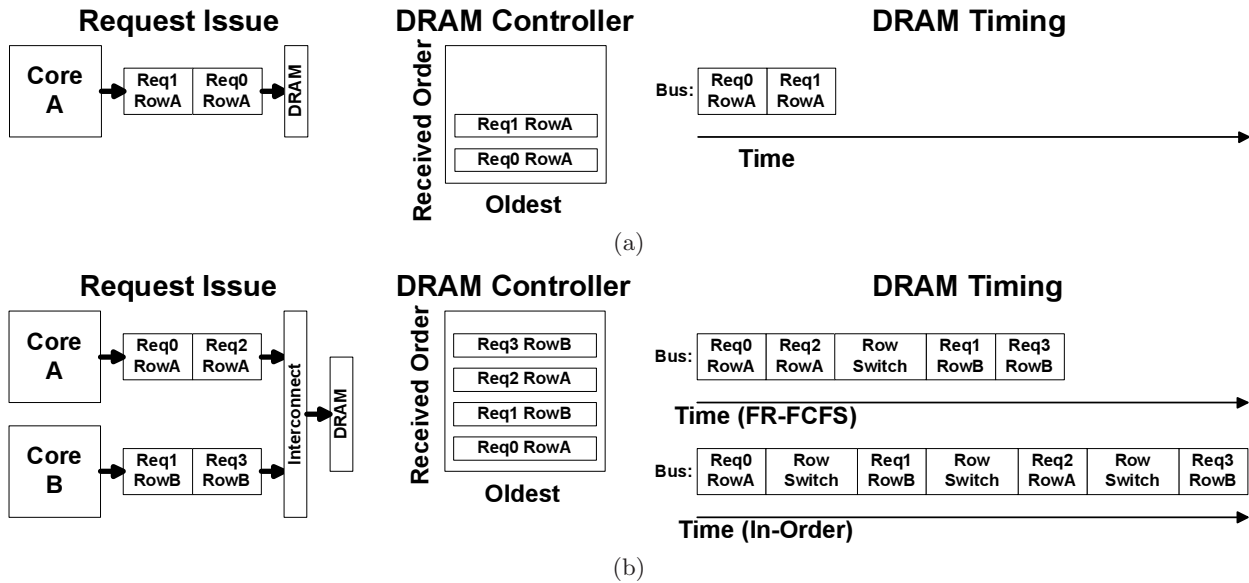 Request Issue
DRAM Controller
DRAM Timing
Core
A
Req1
RowA
Req0
RowA
DRAM
Received Order
Req1 RowA
Req0 RowA
Oldest
Bus:
Req0
RowA
Req1
RowA
Time
(a)
Request Issue
DRAM Controller
DRAM Timing
Core
A
Req0
RowA
Req2
RowA
Core
B
Req1
RowB
Req3
RowB
Interconnect
DRAM
Received Order
Req3 RowB
Req2 RowA
Req1 RowB
Req0 RowA
Oldest
Bus:
Req0
RowA
Req2
RowA
Row
Switch
Req1
RowB
Req3
RowB
Time (FR-FCFS)
Bus:
Req0
RowA
Row
Switch
Req1
RowB
Row
Switch
Req2
RowA
Row
Switch
Req3
RowB
Time (In-Order)
(b)